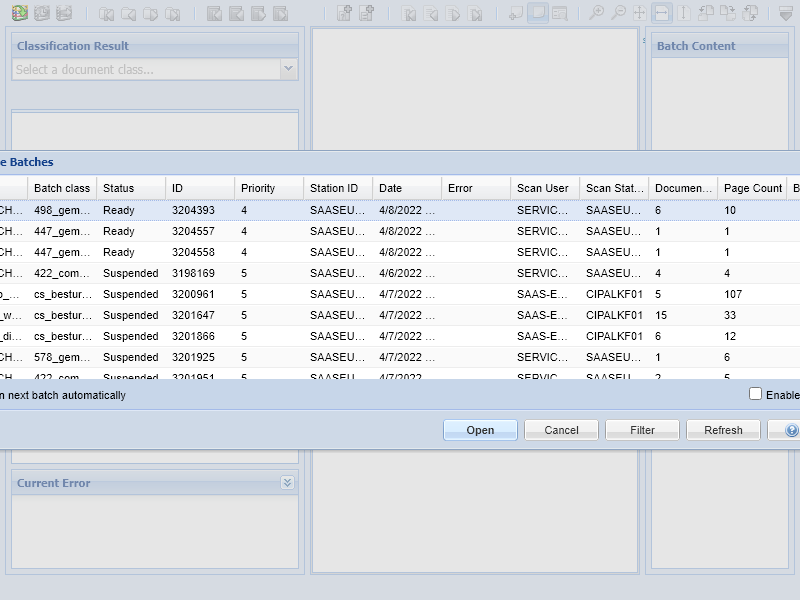 Classification Result
Batch Content
Select a document class...
e Batches
Batch class Status ID Priority Station ID Date Error Scan User Scan Stat... Documen... Page Count B
CH... 498_gem... Ready 3204393 4 SAASEU... 4/8/2022 ... SERVIC... SAASEU... 6 10
CH... 447_gem... Ready 3204557 4 SAASEU... 4/8/2022 ... SERVIC... SAASEU... 1 1
CH... 447_gem... Ready 3204558 4 SAASEU... 4/8/2022 ... SERVIC... SAASEU... 1 1
CH... 422_com... Suspended 3198169 5 SAASEU... 4/6/2022 ... SERVIC... SAASEU... 4 4
o_... cs_bestur... Suspended 3200961 5 SAASEU... 4/7/2022 ... SAAS-E... CIPALKF01 5 107
_w... cs_bestur... Suspended 3201647 5 SAASEU... 4/7/2022 ... SAAS-E... CIPALKF01 15 33
_di... cs_bestur... Suspended 3201866 5 SAASEU... 4/7/2022 ... SAAS-E... CIPALKF01 6 12
CH... 578_gem... Suspended 3201925 5 SAASEU... 4/7/2022 ... SERVIC... SAASEU... 1 6
CH... 422_com... Suspended 3201951 5 SAASEU... 4/7/2022 ... SERVIC... SAASEU... 2 5
n next batch automatically
Enable
Open Cancel Filter Refresh
Current Error